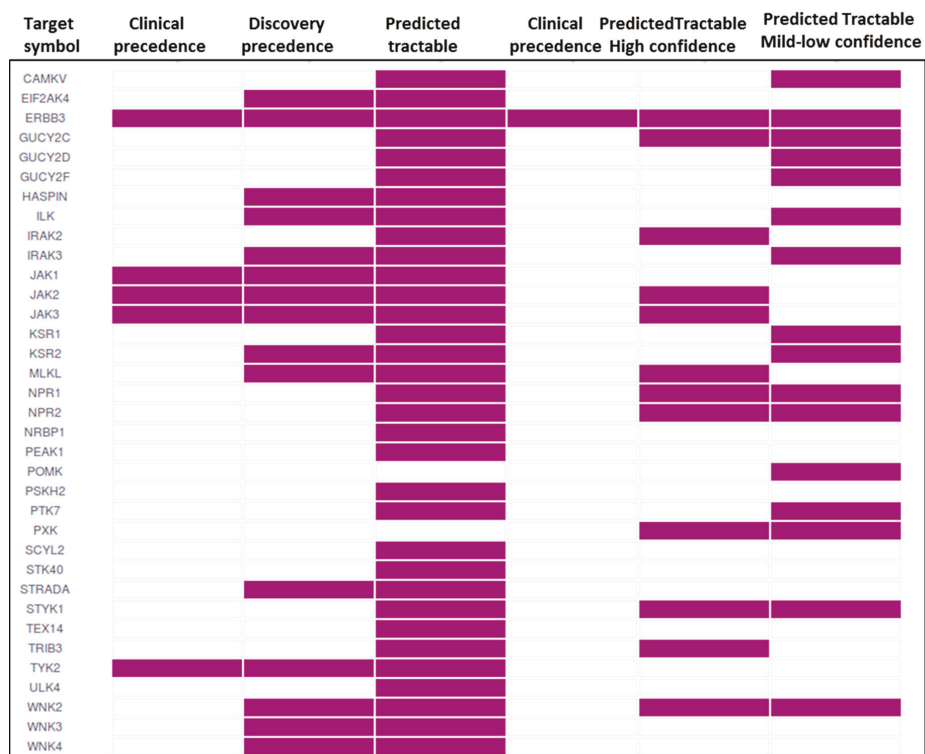 Target symbol Clinical precedence Discovery precedence Predicted tractable Clinical precedence PredictedTractable High confidence Predicted Tractable Mild-low confidence
CAMKV
EIF2AK4
ERBB3
GUCY2C
GUCY2D
GUCY2F
HASPIN
ILK
IRAK2
IRAK3
JAK1
JAK2
JAK3
KSR1
KSR2
MLKL
NPR1
NPR2
NRBP1
PEAK1
POMK
PSKH2
PTK7
PXK
SCYL2
STK40
STRADA
STYK1
TEX14
TRIB3
TYK2
ULK4
WNK2
WNK3
WNK4